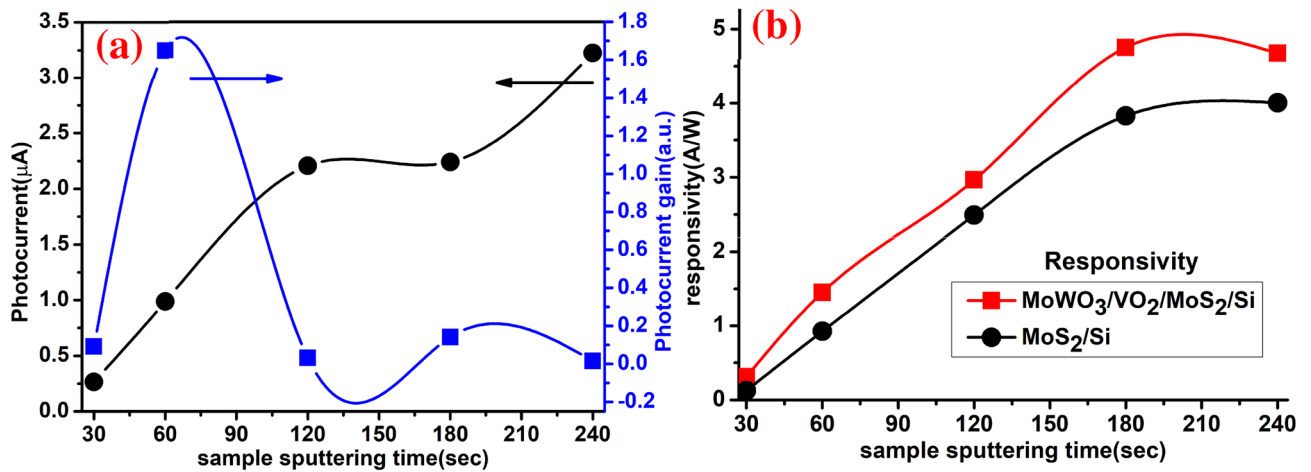 (a)
Photocurrent(μA)
3.5
3.0
2.5
2.0
1.5
1.0
0.5
0.0
30 60 90 120 150 180 210 240
sample sputtering time(sec)
1.8
1.6
1.4
1.2
1.0
0.8
0.6
0.4
0.2
0.0
-0.2
Photocurrent gain(a.u.)
(b)
responsivity(A/W)
5
4
3
2
1
0
Responsivity
MoWO₃/VO₂/MoS₂/Si
MoS₂/Si
30 60 90 120 150 180 210 240
sample sputtering time(sec)